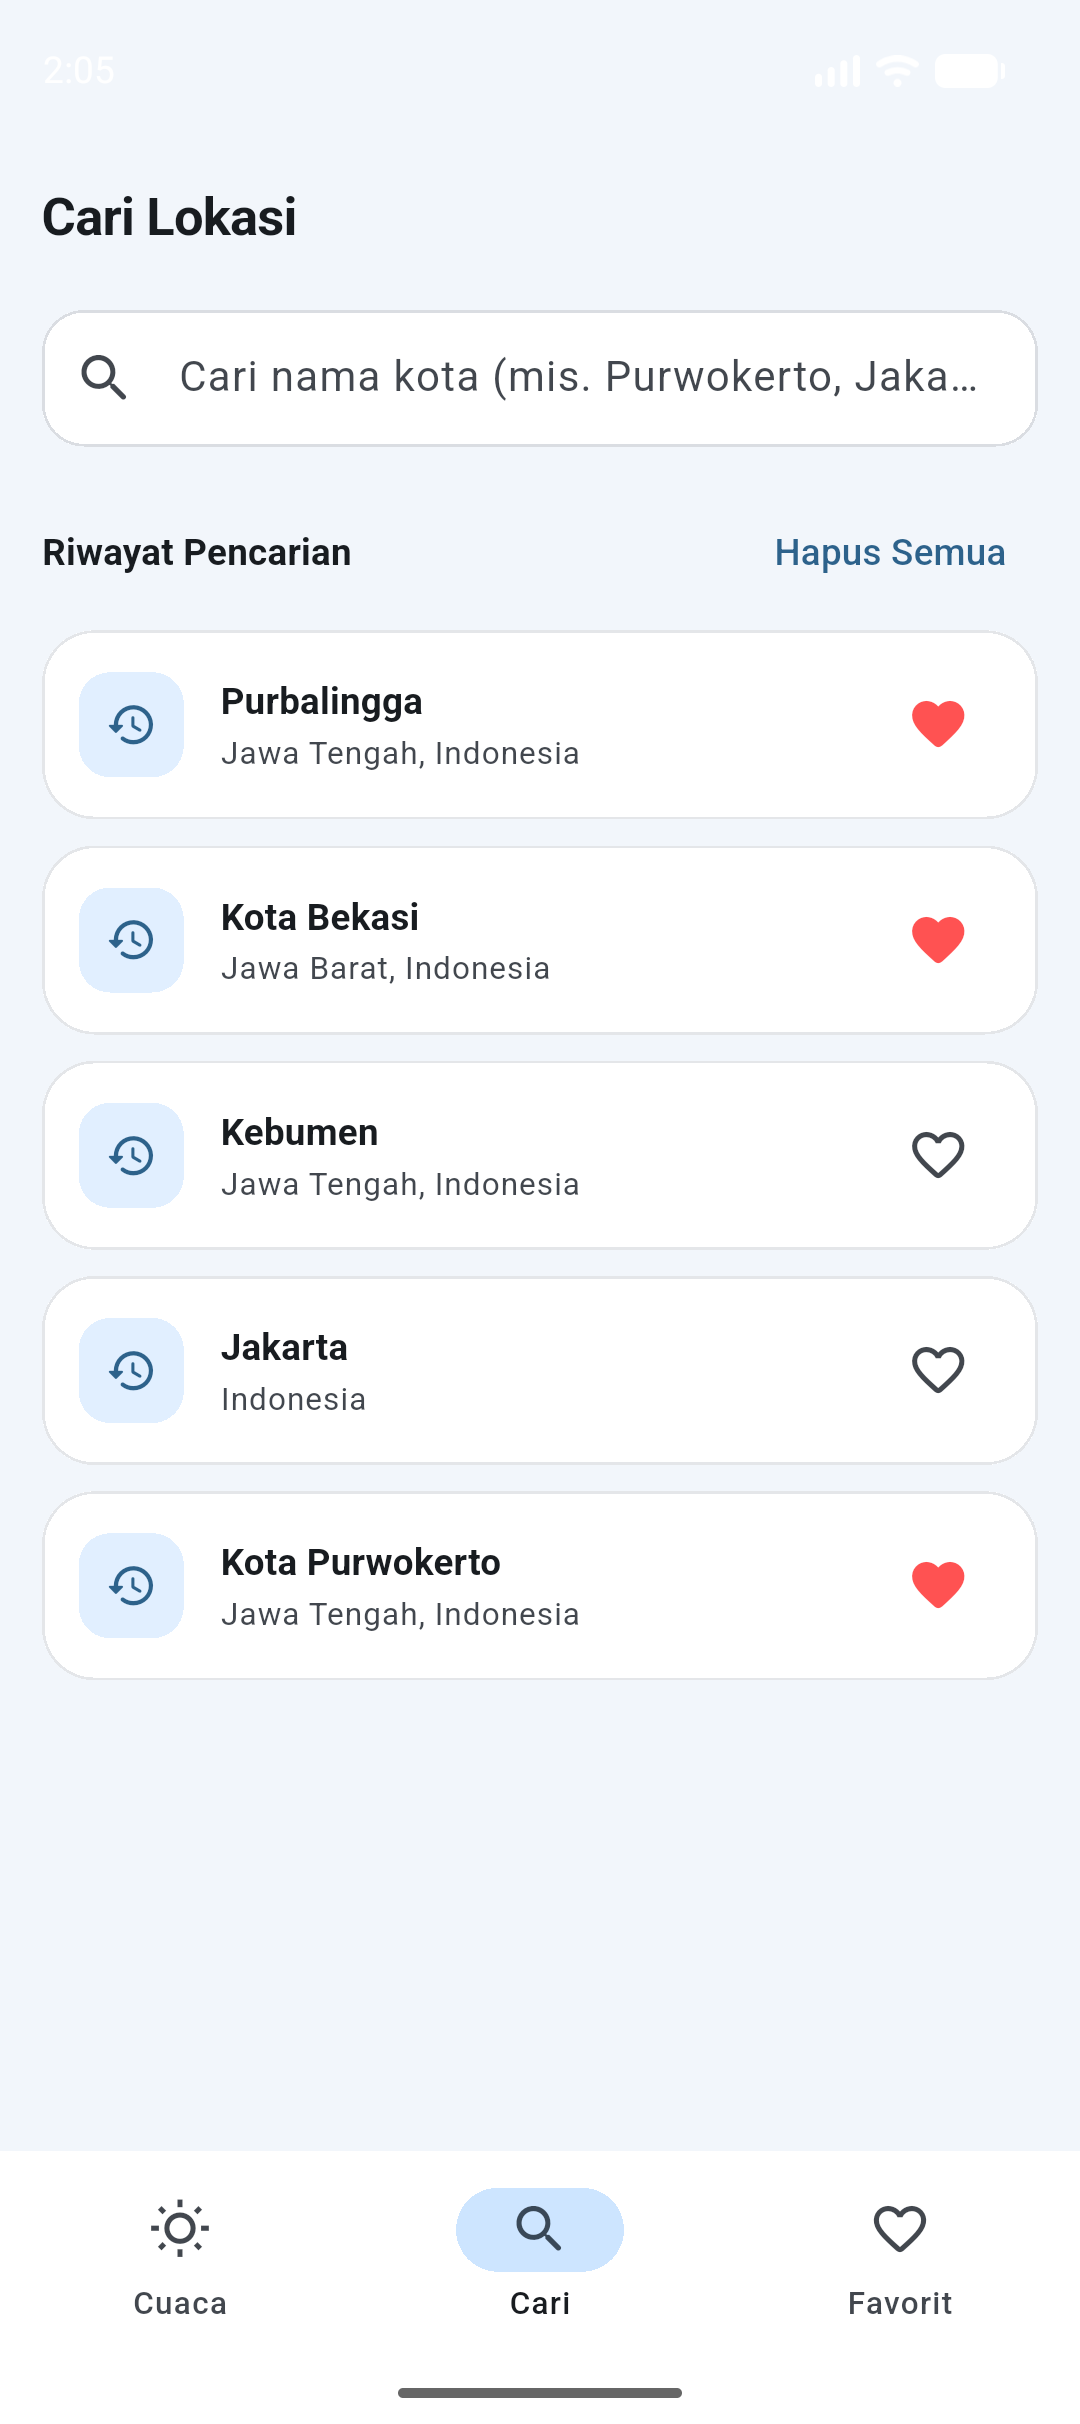 2:05
Cari Lokasi
Cari nama kota (mis. Purwokerto, Jaka…
Riwayat Pencarian
Hapus Semua
Purbalingga
Jawa Tengah, Indonesia
Kota Bekasi
Jawa Barat, Indonesia
Kebumen
Jawa Tengah, Indonesia
Jakarta
Indonesia
Kota Purwokerto
Jawa Tengah, Indonesia
Cuaca
Cari
Favorit